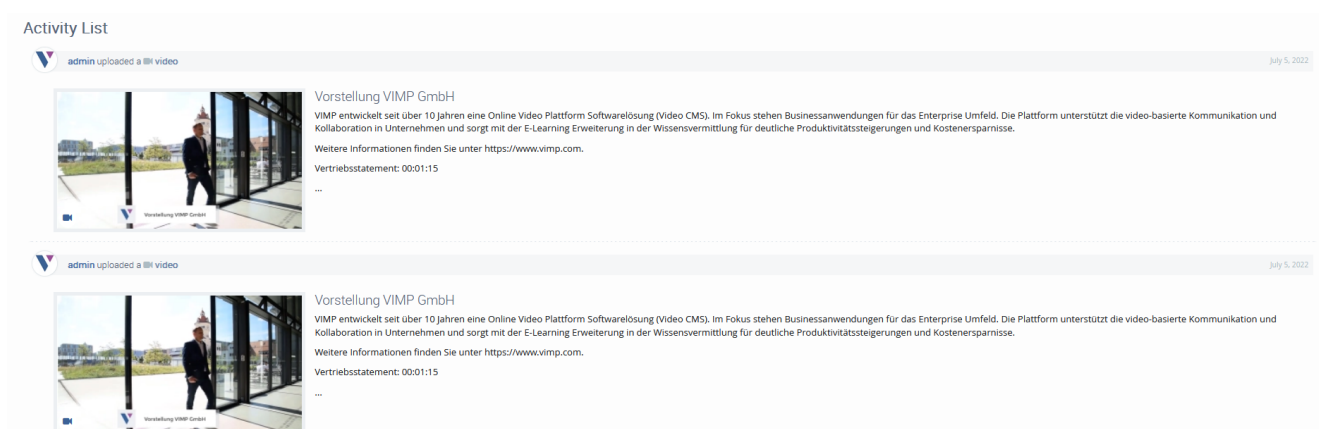 Activity List
admin uploaded a video
July 5, 2022
Vorstellung VIMP GmbH
VIMP entwickelt seit über 10 Jahren eine Online Video Plattform Softwarelösung (Video CMS). Im Fokus stehen Businessanwendungen für das Enterprise Umfeld. Die Plattform unterstützt die video-basierte Kommunikation und
Kollaboration in Unternehmen und sorgt mit der E-Learning Erweiterung in der Wissensvermittlung für deutliche Produktivitätssteigerungen und Kostenersparnisse.
Weitere Informationen finden Sie unter https://www.vimp.com.
Vertriebsstatement: 00:01:15
...
Vorstellung VIMP GmbH
admin uploaded a video
July 5, 2022
Vorstellung VIMP GmbH
VIMP entwickelt seit über 10 Jahren eine Online Video Plattform Softwarelösung (Video CMS). Im Fokus stehen Businessanwendungen für das Enterprise Umfeld. Die Plattform unterstützt die video-basierte Kommunikation und
Kollaboration in Unternehmen und sorgt mit der E-Learning Erweiterung in der Wissensvermittlung für deutliche Produktivitätssteigerungen und Kostenersparnisse.
Weitere Informationen finden Sie unter https://www.vimp.com.
Vertriebsstatement: 00:01:15
...
Vorstellung VIMP GmbH